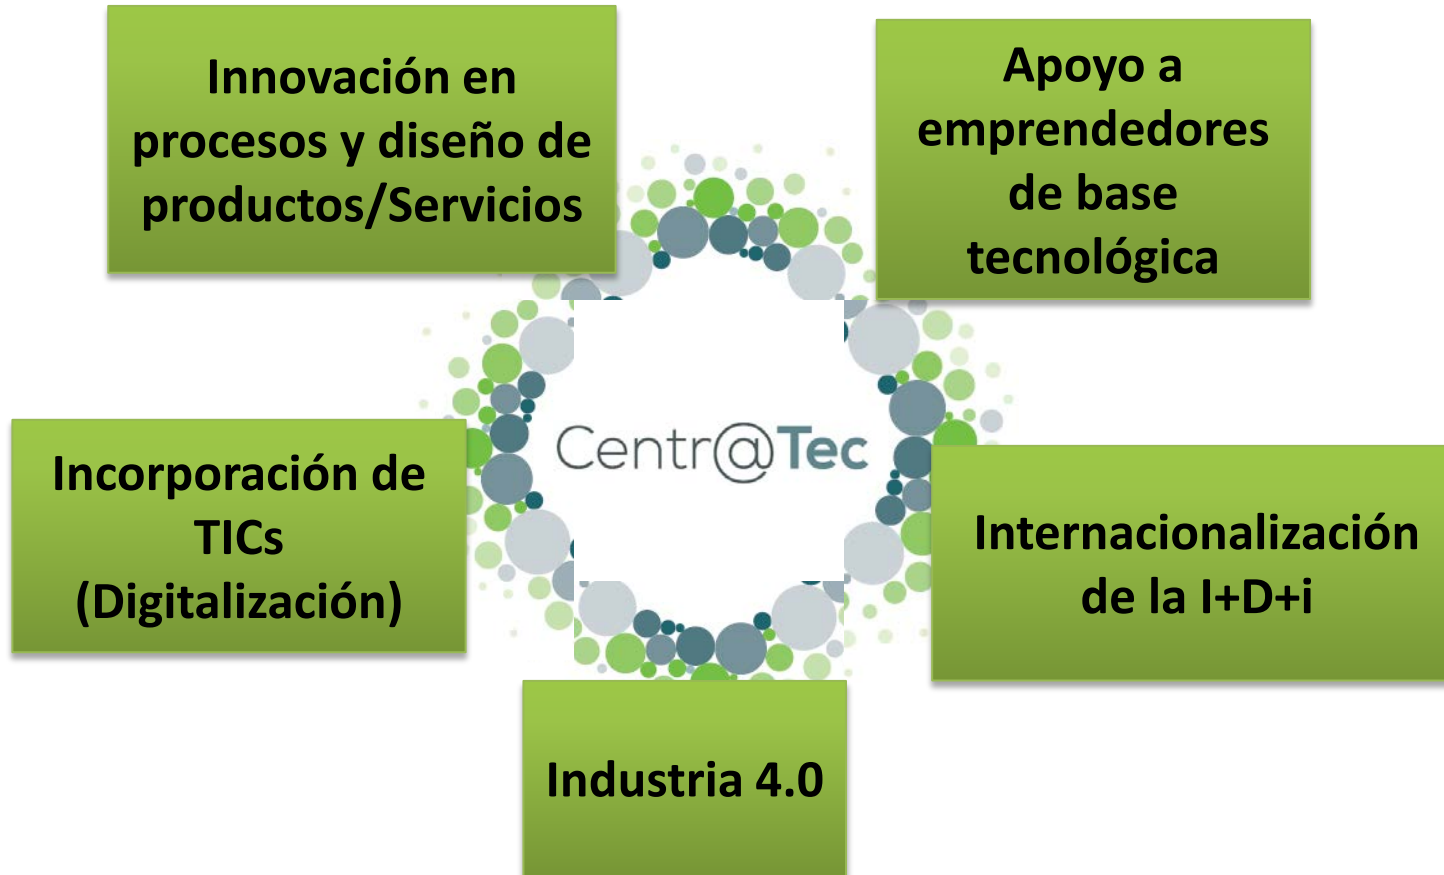 Innovación en
procesos y diseño de
productos/Servicios
Apoyo a
emprendedores
de base
tecnológica
Centr@Tec
Incorporación de
TICs
(Digitalización)
Internacionalización
de la I+D+i
Industria 4.0